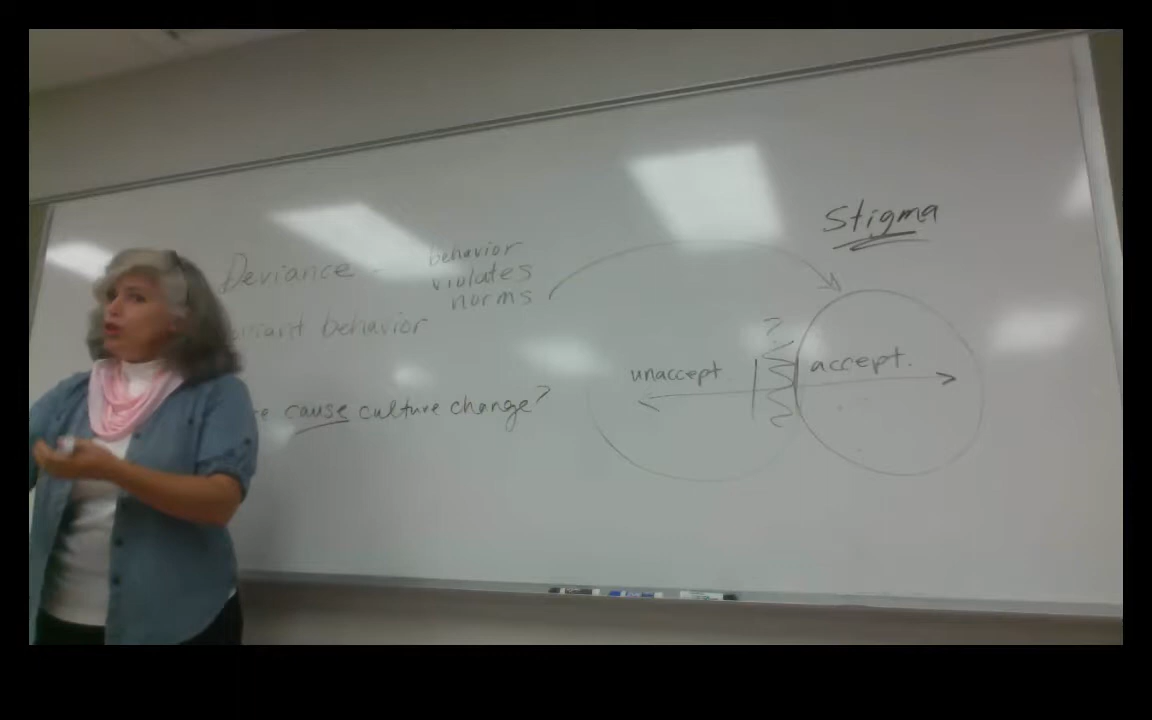 Stigma
Deviance -
behavior
violates
norms
behavior
?
unaccept
accept.
cause culture change?